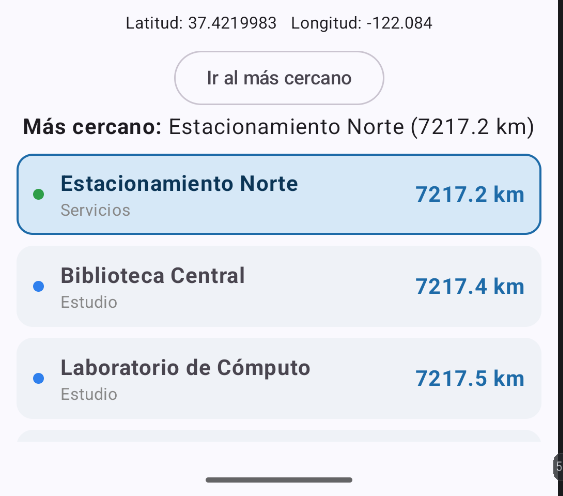 Latitud: 37.4219983 Longitud: -122.084
Ir al más cercano
Más cercano: Estacionamiento Norte (7217.2 km)
Estacionamiento Norte
7217.2 km
Servicios
Biblioteca Central
7217.4 km
Estudio
Laboratorio de Cómputo
7217.5 km
Estudio
5